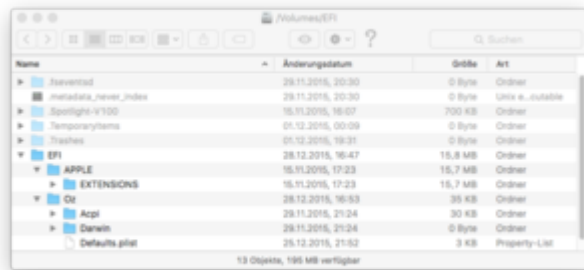 /Volumes/EFI
Suchen
Name Änderungsdatum Größe Art
.fseventsd 29.11.2015, 20:30 0 Byte Ordner
.metadata_never_index 29.11.2015, 20:30 0 Byte Unix e...cutable
.Spotlight-V100 15.11.2015, 16:07 700 KB Ordner
.TemporaryItems 01.12.2015, 00:09 0 Byte Ordner
.Trashes 01.12.2015, 19:31 0 Byte Ordner
EFI 28.12.2015, 16:47 15,8 MB Ordner
APPLE 15.11.2015, 17:23 15,7 MB Ordner
EXTENSIONS 15.11.2015, 17:23 15,7 MB Ordner
Oz 28.12.2015, 16:53 35 KB Ordner
Acpi 29.11.2015, 21:24 30 KB Ordner
Darwin 29.11.2015, 21:24 0 Byte Ordner
Defaults.plist 25.12.2015, 21:52 3 KB Property-List
13 Objekte, 195 MB verfügbar